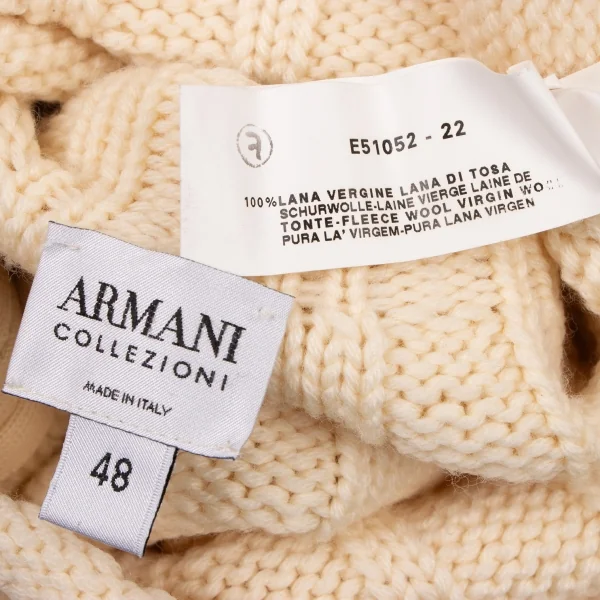 E51052 - 22
100% LANA VERGINE LANA DI TOSA
SCHURWOLLE-LAINE VIERGE LAINE DE
TONTE-FLEECE WOOL VIRGIN
PURA LA' VIRGEM-PURA LANA VIRGEN
ARMANI
COLLEZIONI
MADE IN ITALY
48